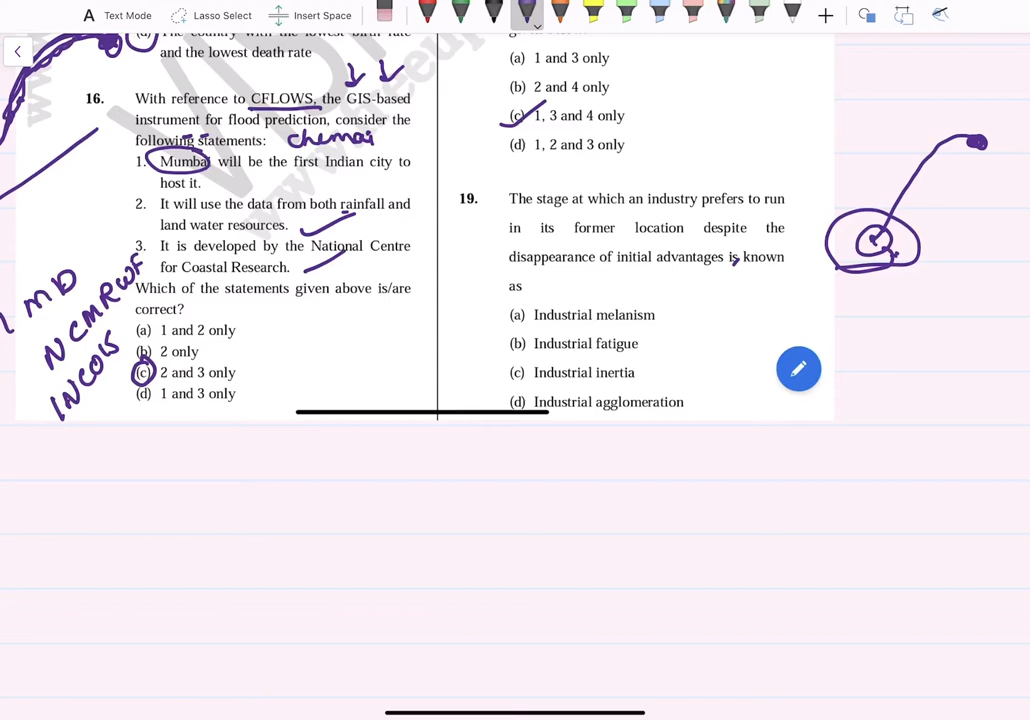 A Text Mode Lasso Select Insert Space
and the lowest death rate
16. With reference to CFLOWS, the GIS-based
instrument for flood prediction, consider the
following statements: chemai
1. Mumbai will be the first Indian city to
host it.
2. It will use the data from both rainfall and
land water resources.
3. It is developed by the National Centre
for Coastal Research.
Which of the statements given above is/are
correct?
(a) 1 and 2 only
(b) 2 only
(c) 2 and 3 only
(d) 1 and 3 only
IMD
NCMRWF
INCOIS
(a) 1 and 3 only
(b) 2 and 4 only
(c) 1, 3 and 4 only
(d) 1, 2 and 3 only
19. The stage at which an industry prefers to run
in its former location despite the
disappearance of initial advantages is known
as
(a) Industrial melanism
(b) Industrial fatigue
(c) Industrial inertia
(d) Industrial agglomeration